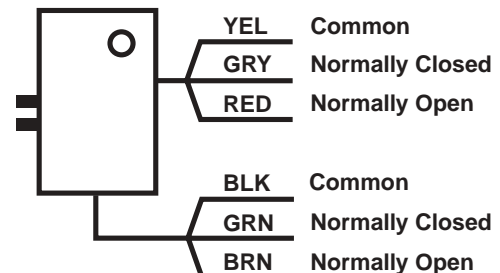 YEL Common
GRY Normally Closed
RED Normally Open
BLK Common
GRN Normally Closed
BRN Normally Open